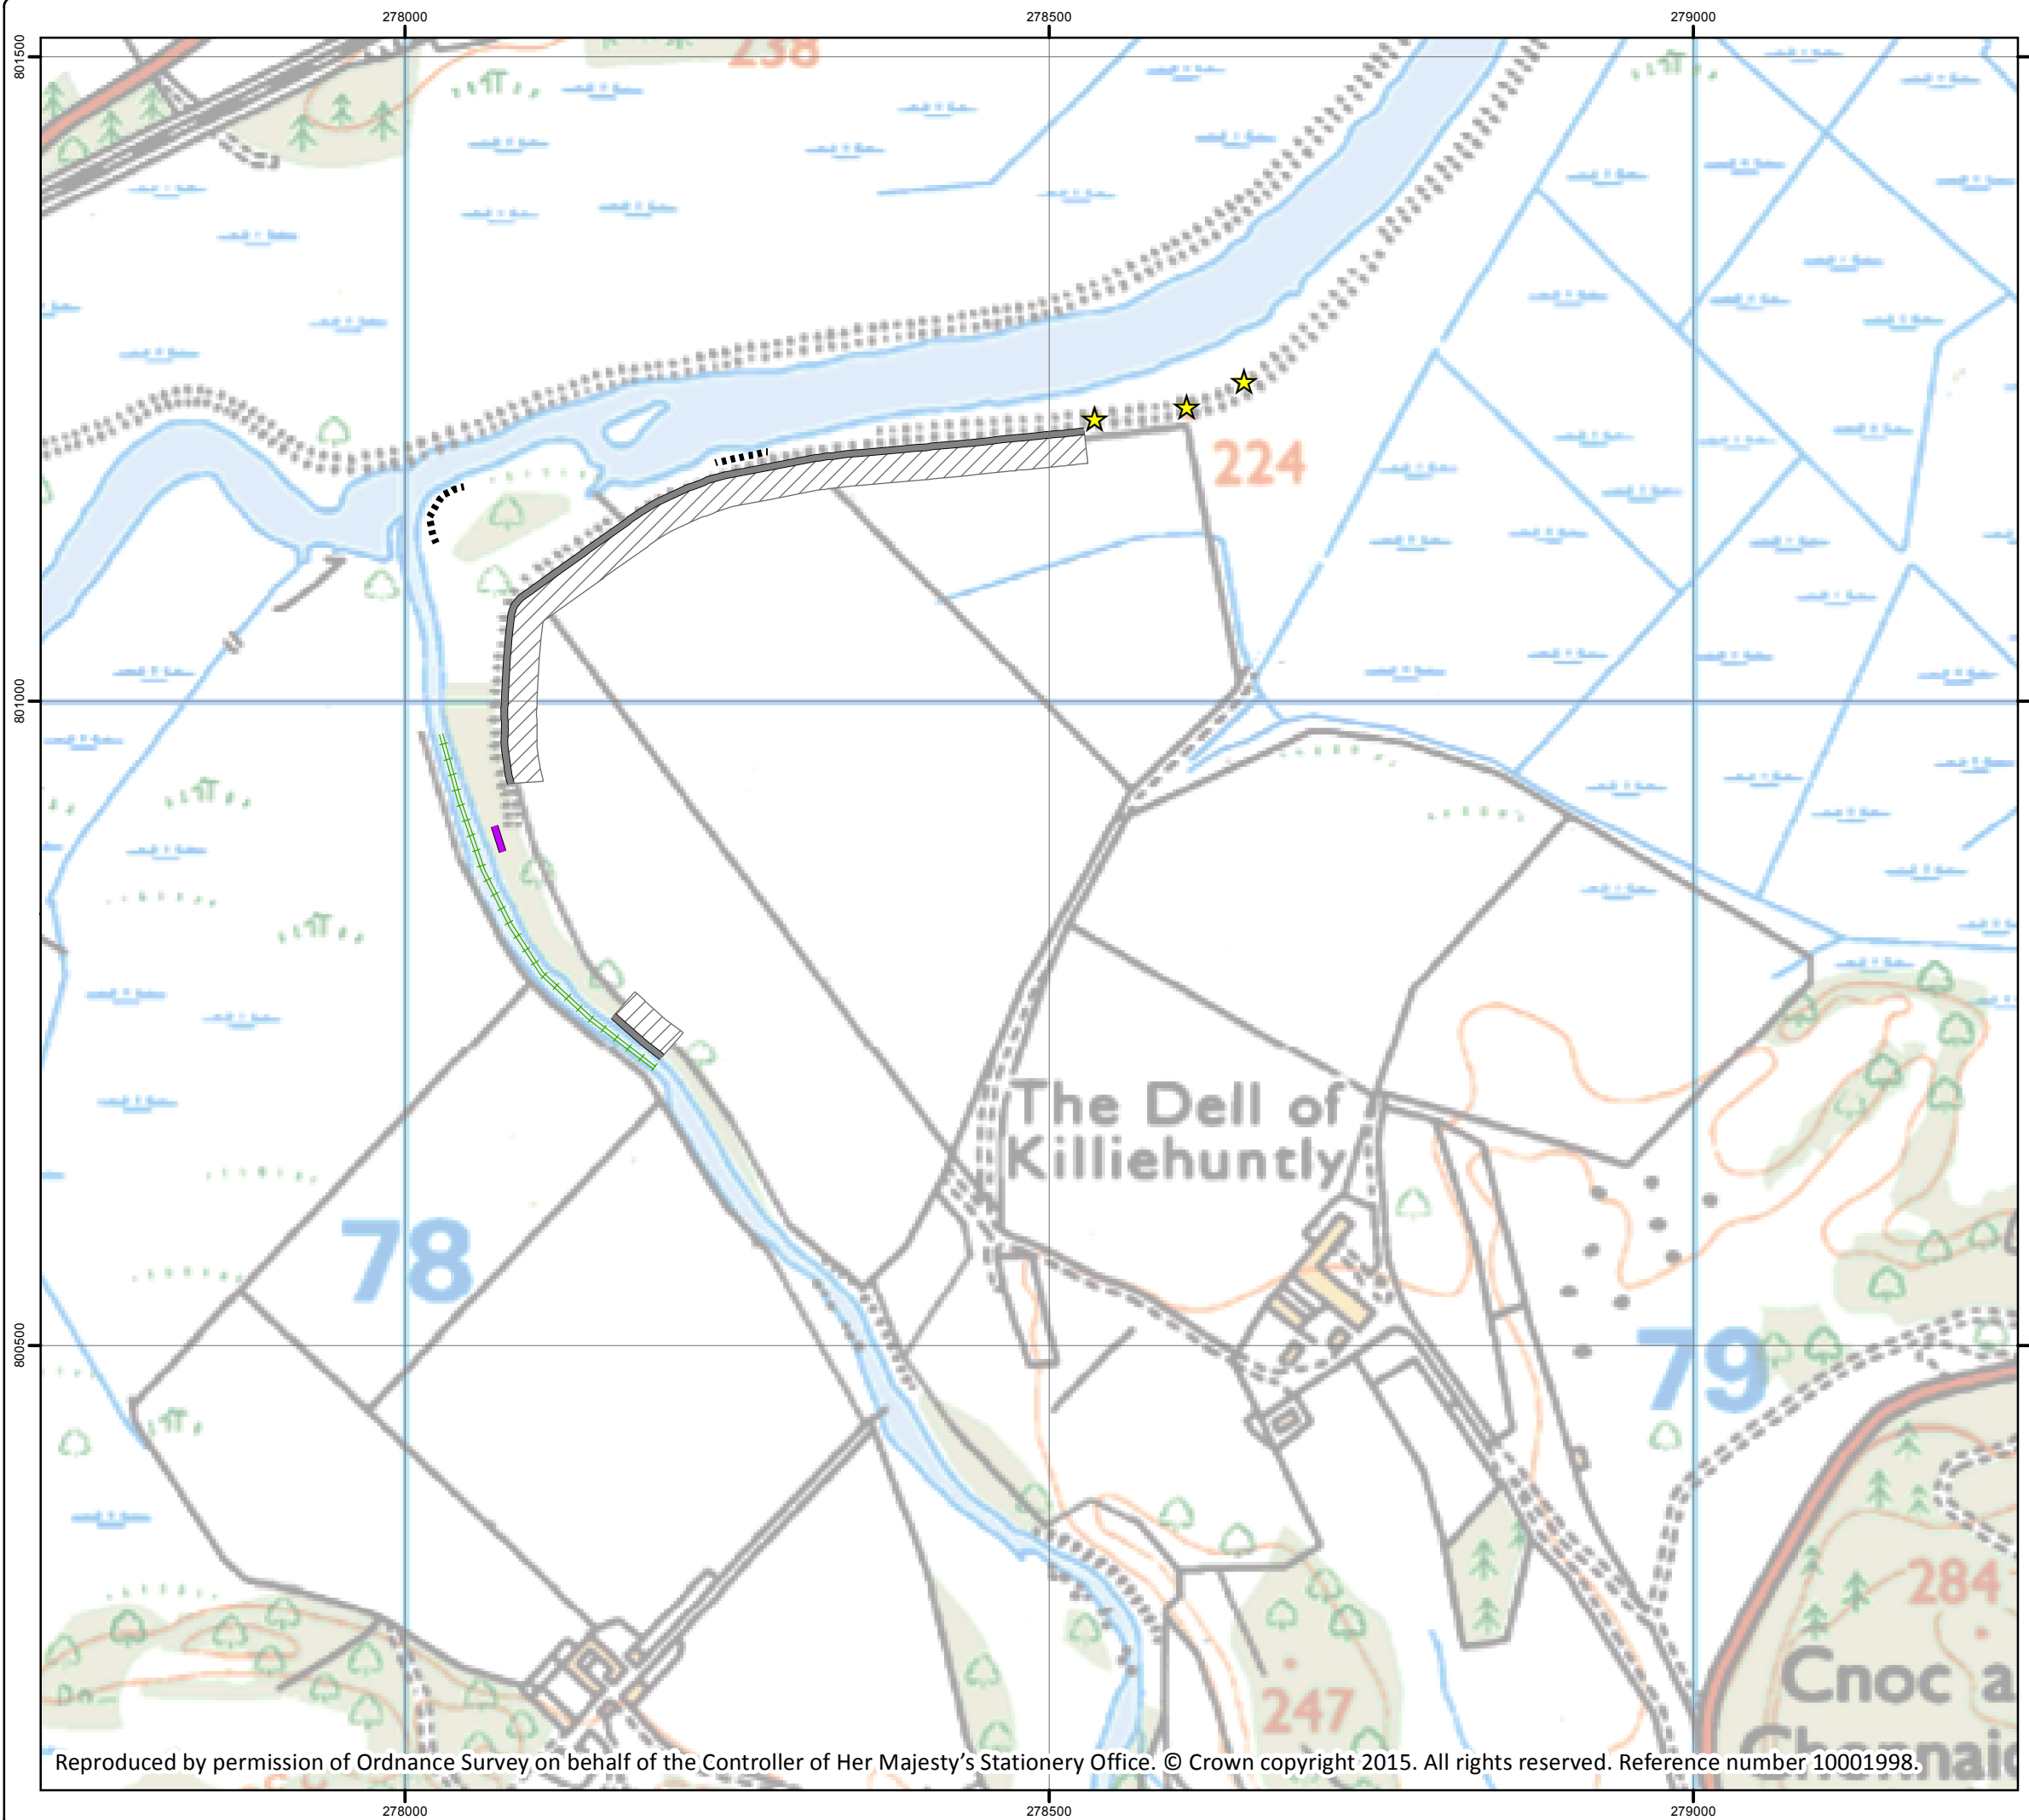 278000 278500 279000
801500
238
224
801000
The Dell of
Killiehuntly
78
79
800500
284
247
Cnoc a
Chonnaic
Reproduced by permission of Ordnance Survey on behalf of the Controller of Her Majesty’s Stationery Office. © Crown copyright 2015. All rights reserved. Reference number 10001998.
278000 278500 279000